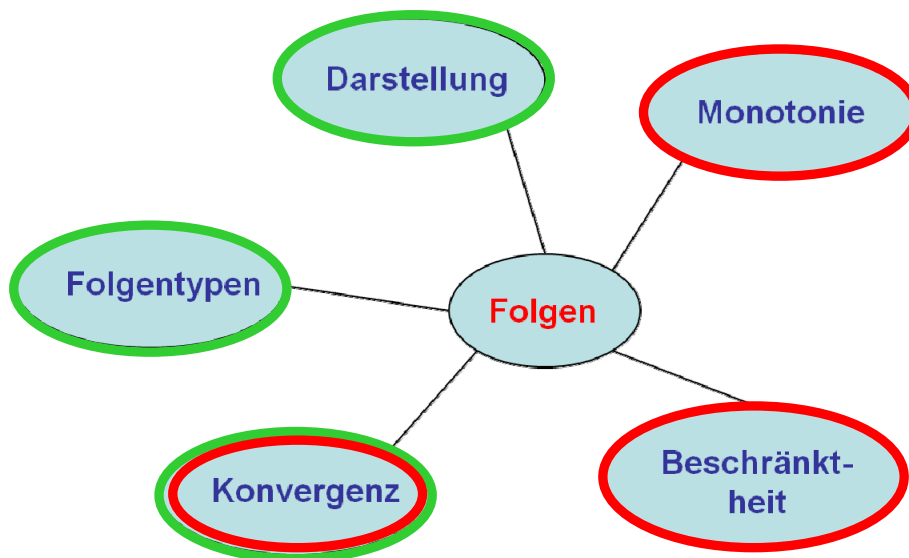 Darstellung
Monotonie
Folgentypen
Folgen
Konvergenz
Beschränkt-
heit